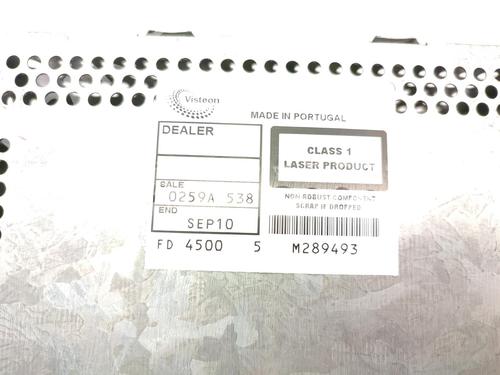 Visteon
MADE IN PORTUGAL
DEALER
CLASS 1
LASER PRODUCT
SALE
0259A 538
NON ROBUST COMPONENT
SCRAP IF DROPPED
END
SEP10
FD 4500 5 M289493